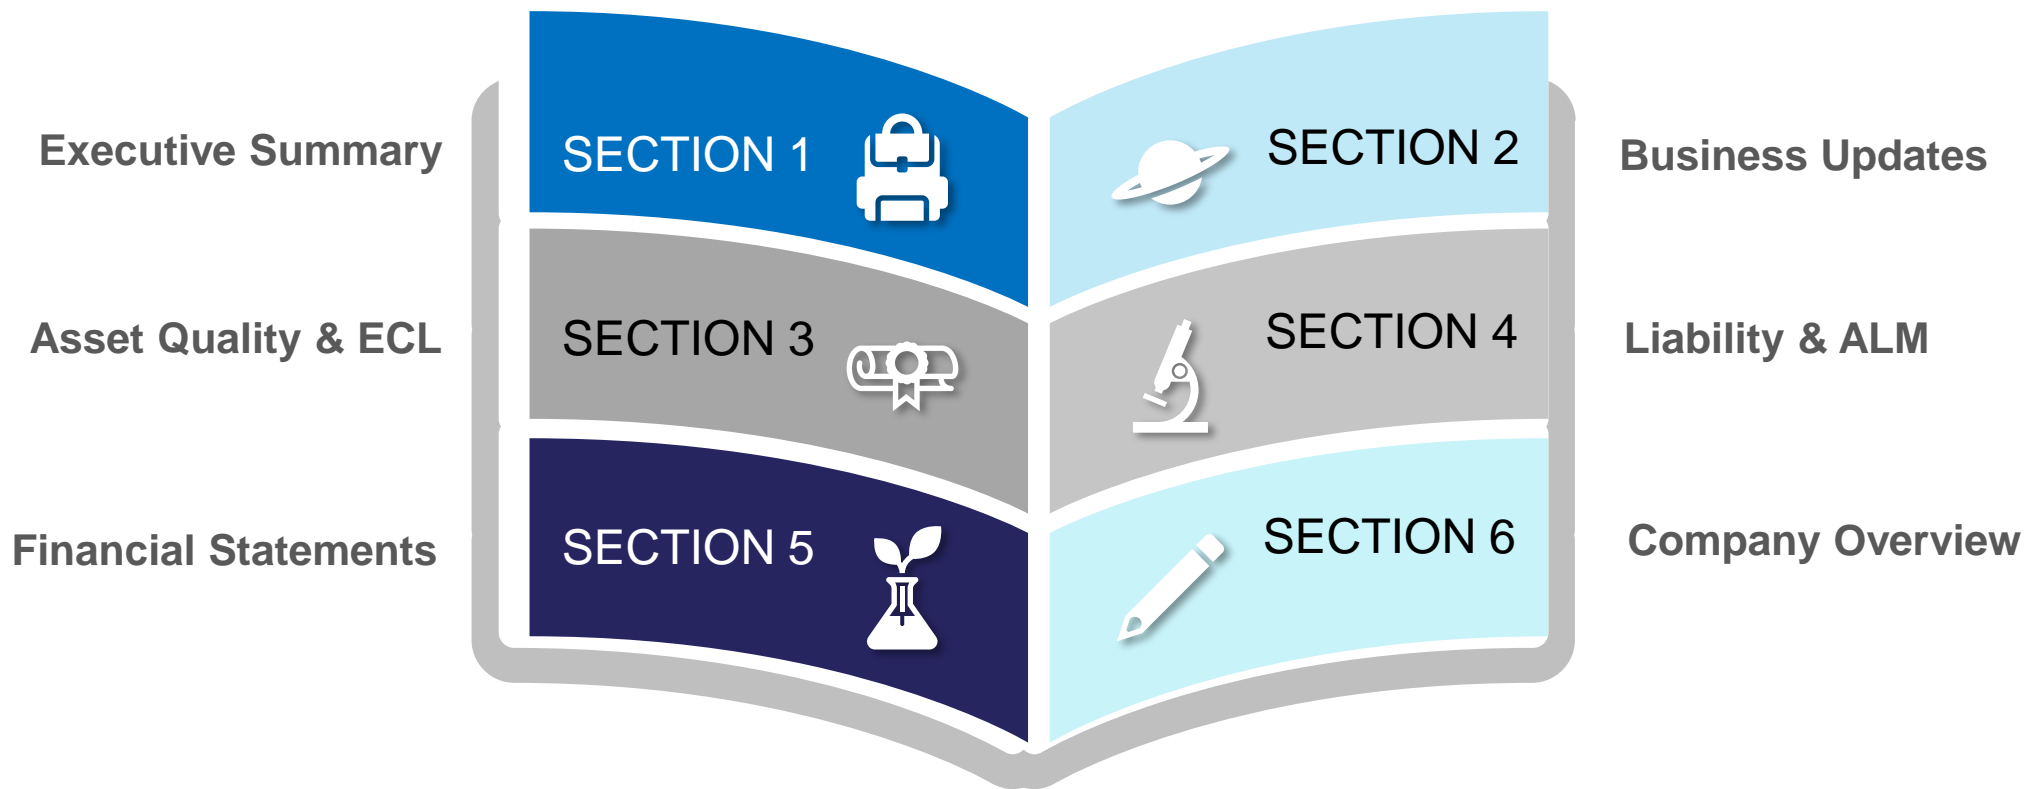 Executive Summary
SECTION 1
SECTION 2
Business Updates
Asset Quality & ECL
SECTION 3
SECTION 4
Liability & ALM
Financial Statements
SECTION 5
SECTION 6
Company Overview